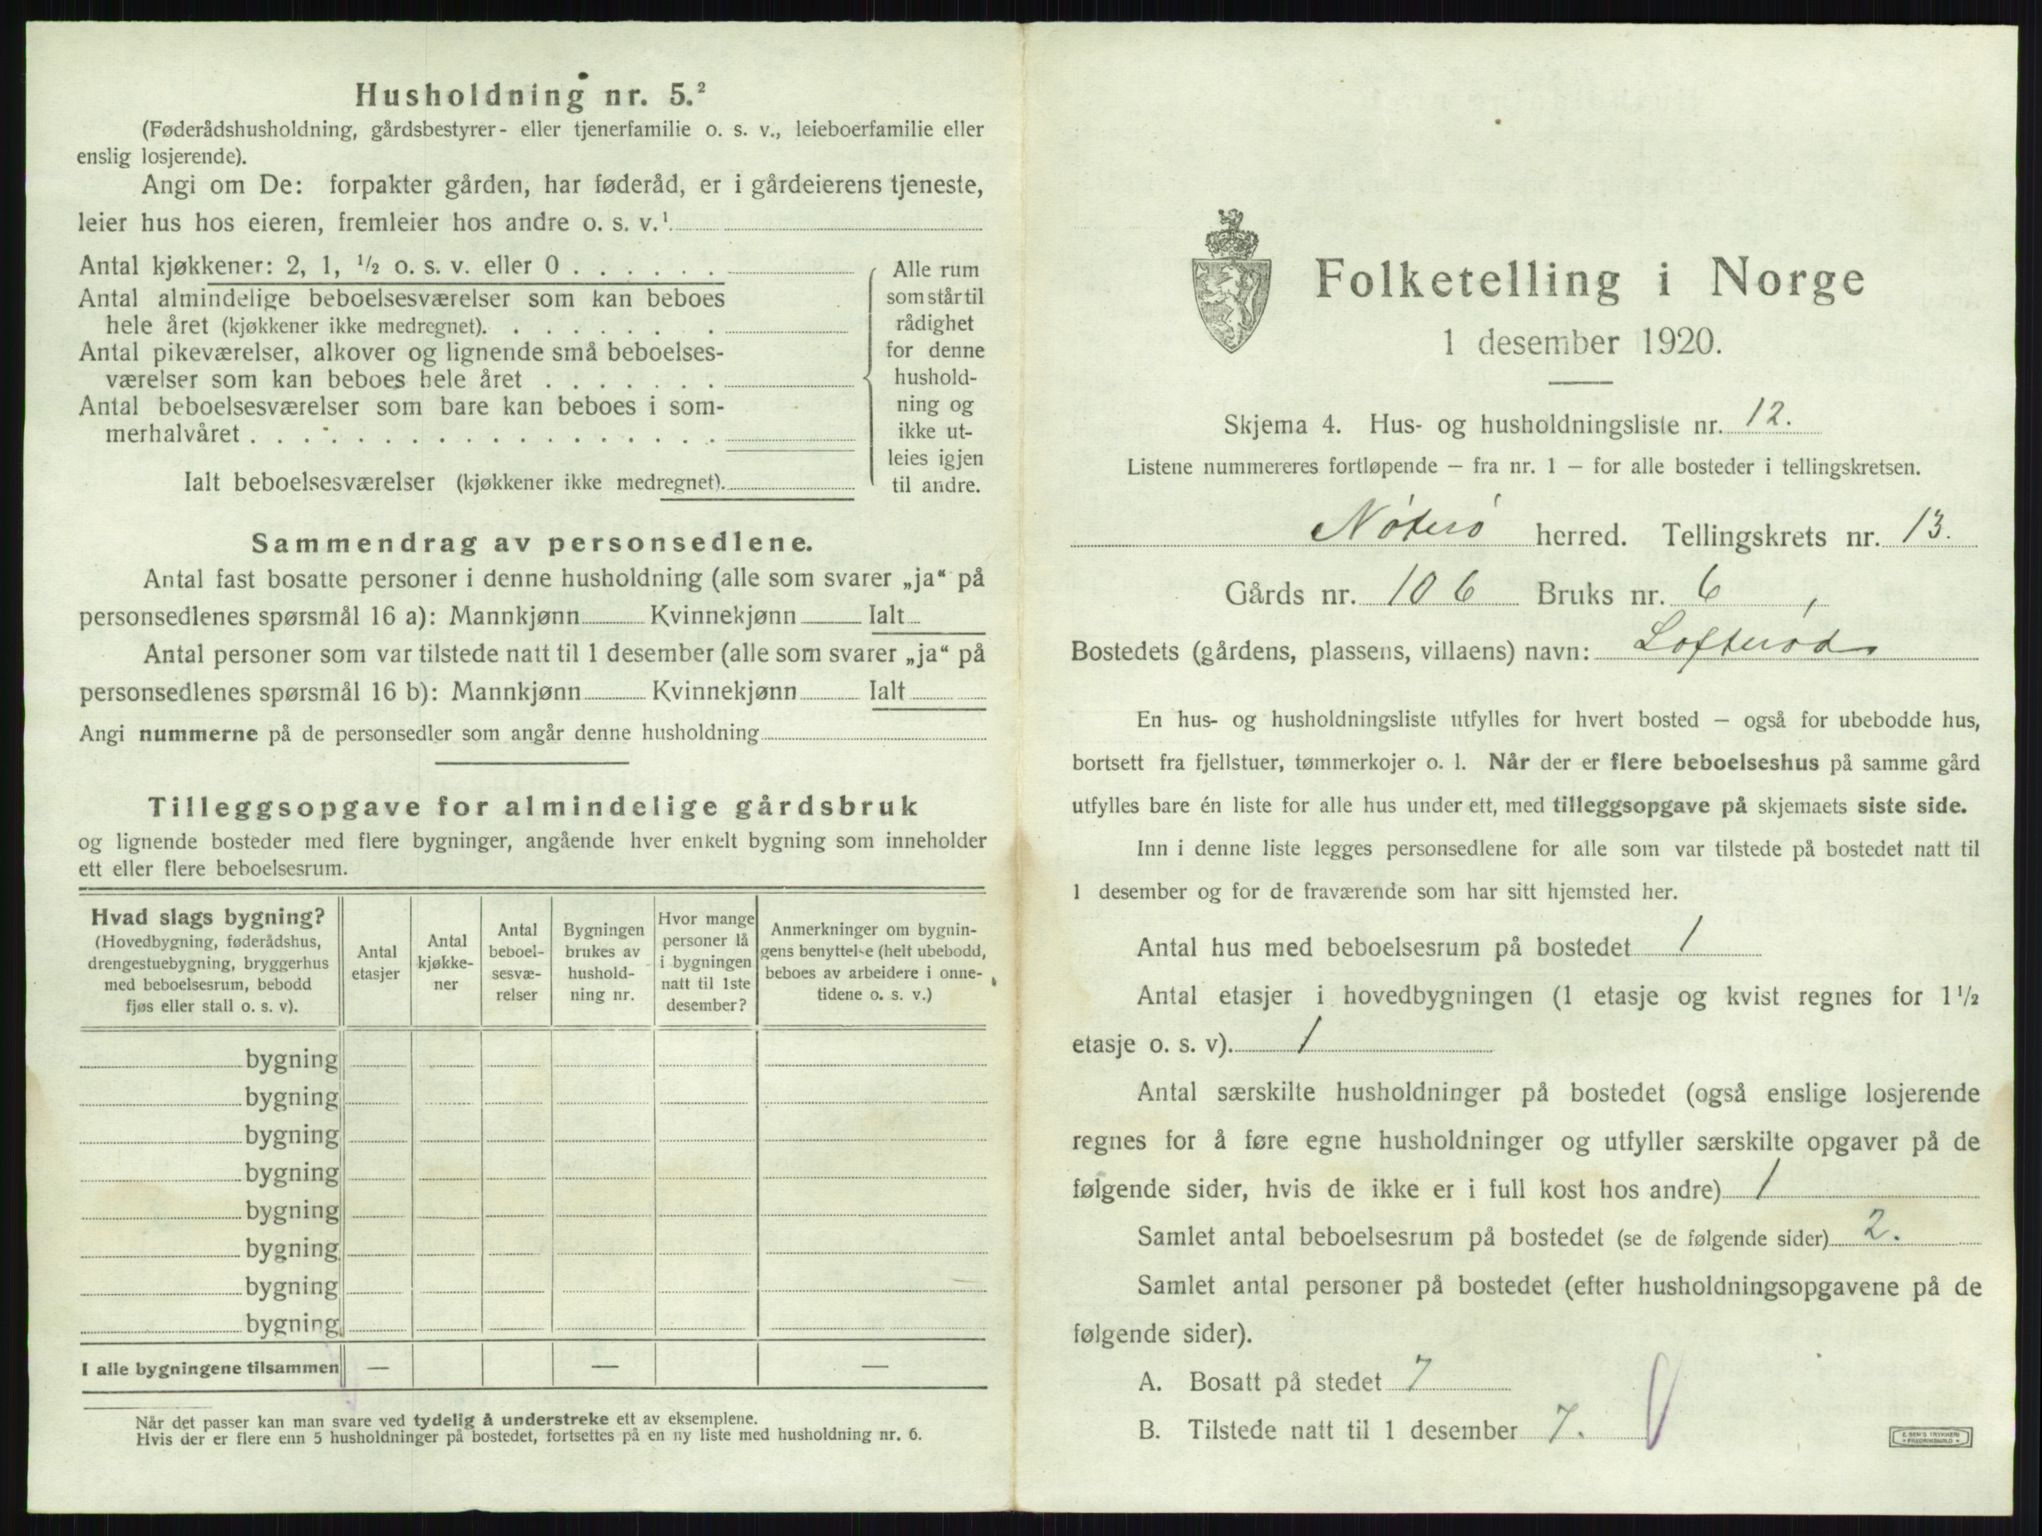 Husholdning nr. 5.²
(Føderådshusholdning, gårdsbestyrer- eller tjenerfamilie o. s. v., leieboerfamilie eller
enslig losjerende).
Angi om De: forpakter gården, har føderåd, er i gårdeierens tjeneste,
leier hus hos eieren, fremleier hos andre o. s. v.¹
Antal kjøkkener: 2, 1, ½ o. s. v. eller 0 . . . . . .
Antal almindelige beboelsesværelser som kan beboes
hele året (kjøkkener ikke medregnet). . . . . . . .
Antal pikeværelser, alkover og lignende små beboelses-
værelser som kan beboes hele året . . . . . . .
Antal beboelsesværelser som bare kan beboes i som-
merhalvåret . . . . . . . . . . . . . . . . . .
Ialt beboelsesværelser (kjøkkener ikke medregnet).
Alle rum
som står til
rådighet
for denne
hushold-
ning og
ikke ut-
leies igjen
til andre.
Sammendrag av personsedlene.
Antal fast bosatte personer i denne husholdning (alle som svarer „ja“ på
personsedlenes spørsmål 16 a): Mannkjønn Kvinnekjønn Ialt
Antal personer som var tilstede natt til 1 desember (alle som svarer „ja“ på
personsedlenes spørsmål 16 b): Mannkjønn Kvinnekjønn Ialt
Angi nummerne på de personsedler som angår denne husholdning
Tilleggsopgave for almindelige gårdsbruk
og lignende bosteder med flere bygninger, angående hver enkelt bygning som inneholder
ett eller flere beboelsesrum.
Hvad slags bygning?
(Hovedbygning, føderådshus,
drengestuebygning, bryggerhus
med beboelsesrum, bebodd
fjøs eller stall o. s. v).
Antal
etasjer
Antal
kjøkke-
ner
Antal
beboel-
sesvæ-
relser
Bygningen
brukes av
hushold-
ning nr.
Hvor mange
personer lå
i bygningen
natt til 1ste
desember?
Anmerkninger om bygnin-
gens benyttelse (helt ubebodd,
beboes av arbeidere i onne-
tidene o. s. v.)
bygning
bygning
bygning
bygning
bygning
bygning
bygning
bygning
I alle bygningene tilsammen — — —
Når det passer kan man svare ved tydelig å understreke ett av eksemplene.
Hvis der er flere enn 5 husholdninger på bostedet, fortsettes på en ny liste med husholdning nr. 6.
Folketelling i Norge
1 desember 1920.
Skjema 4. Hus- og husholdningsliste nr. 12.
Listene nummereres fortløpende – fra nr. 1 – for alle bosteder i tellingskretsen.
Nøterø herred. Tellingskrets nr. 13.
Gårds nr. 106 Bruks nr. 6
Bostedets (gårdens, plassens, villaens) navn: Lofterød
En hus- og husholdningsliste utfylles for hvert bosted – også for ubebodde hus,
bortsett fra fjellstuer, tømmerkojer o. l. Når der er flere beboelseshus på samme gård
utfylles bare én liste for alle hus under ett, med tilleggsopgave på skjemaets siste side.
Inn i denne liste legges personsedlene for alle som var tilstede på bostedet natt til
1 desember og for de fraværende som har sitt hjemsted her.
Antal hus med beboelsesrum på bostedet 1
Antal etasjer i hovedbygningen (1 etasje og kvist regnes for 1½
etasje o. s. v). 1
Antal særskilte husholdninger på bostedet (også enslige losjerende
regnes for å føre egne husholdninger og utfyller særskilte opgaver på de
følgende sider, hvis de ikke er i full kost hos andre) 1
Samlet antal beboelsesrum på bostedet (se de følgende sider) 2.
Samlet antal personer på bostedet (efter husholdningsopgavene på de
følgende sider).
A. Bosatt på stedet 7
B. Tilstede natt til 1 desember 7.